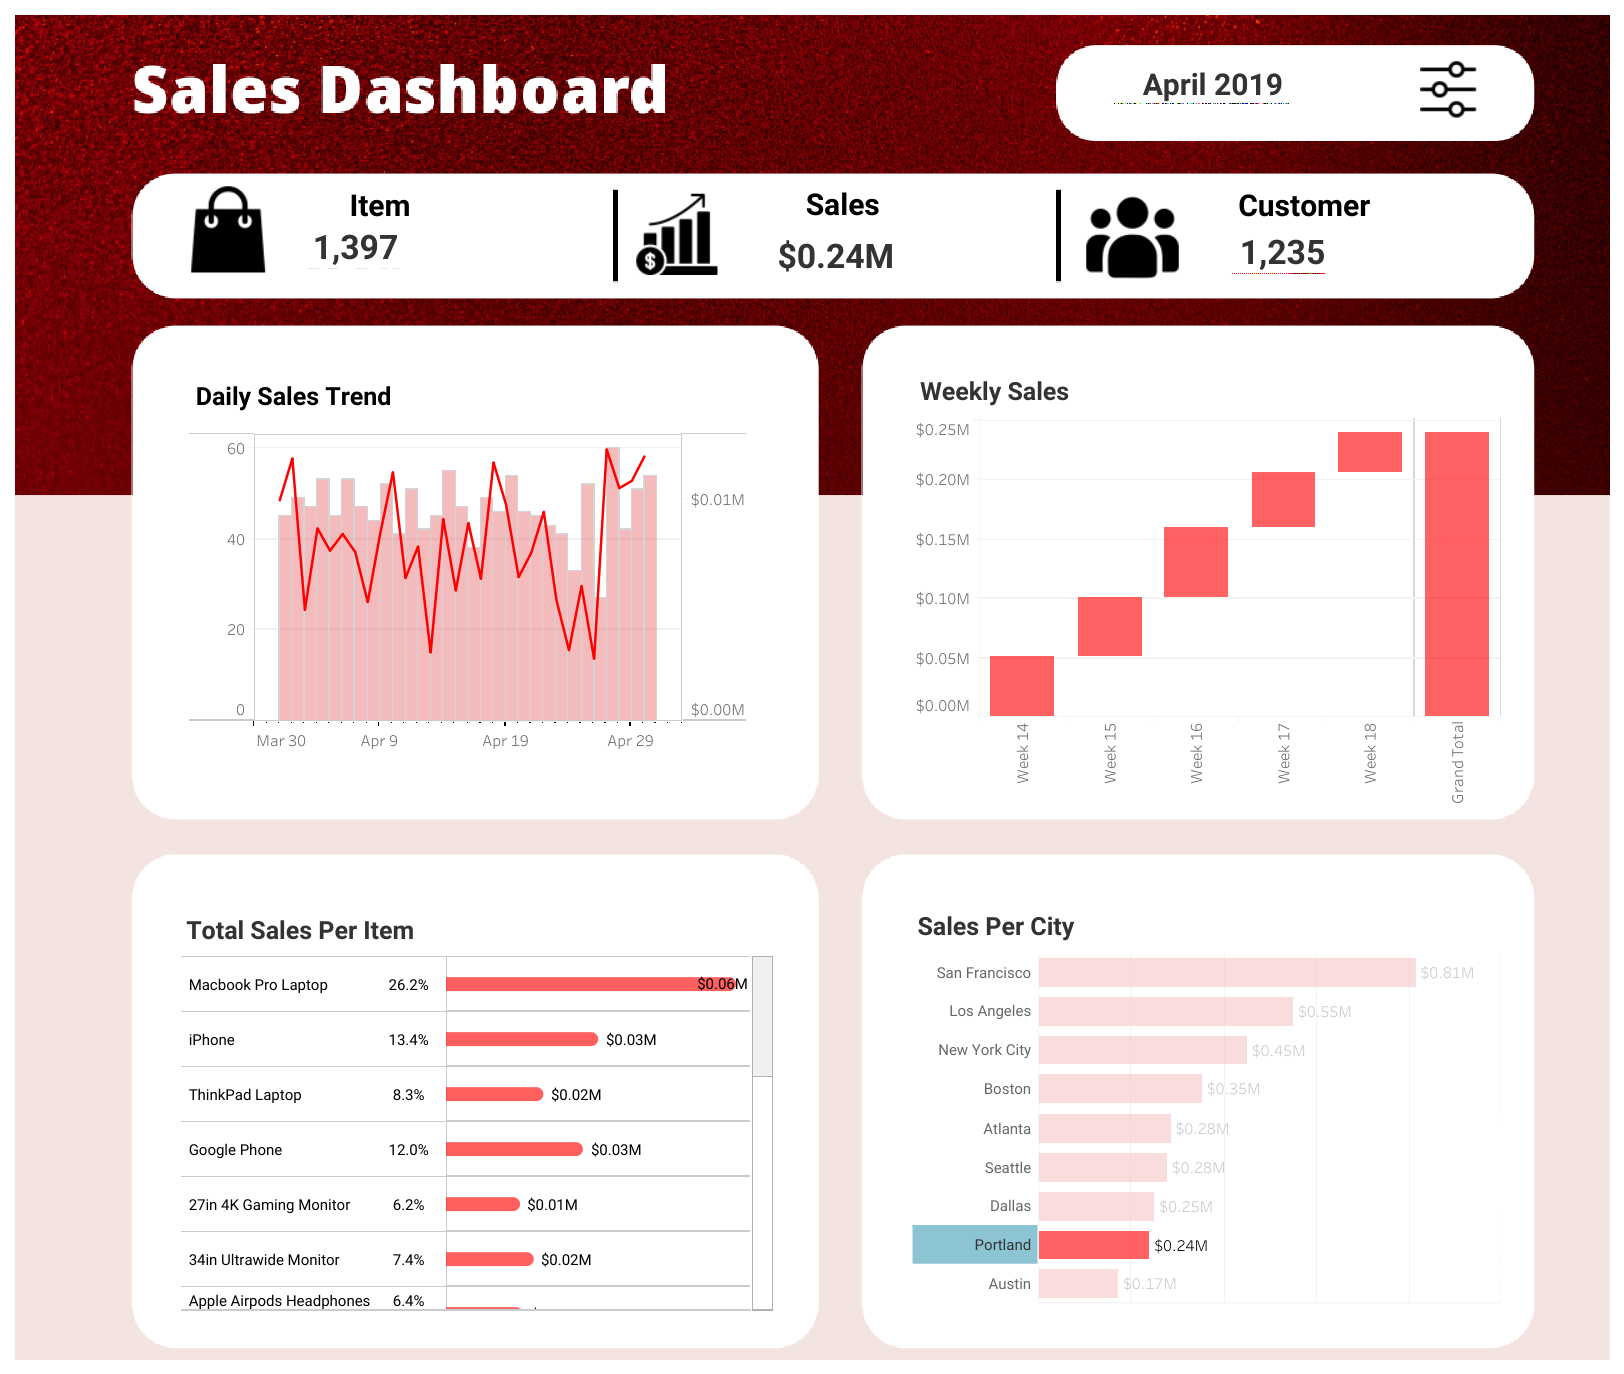 Sales Dashboard
April 2019
Item
1,397
Sales
$0.24M
Customer
1,235
Daily Sales Trend
60
40
20
0
$0.01M
$0.00M
Mar 30
Apr 9
Apr 19
Apr 29
Weekly Sales
$0.25M
$0.20M
$0.15M
$0.10M
$0.05M
$0.00M
Week 14
Week 15
Week 16
Week 17
Week 18
Grand Total
Total Sales Per Item
Macbook Pro Laptop 26.2% $0.06M
iPhone 13.4% $0.03M
ThinkPad Laptop 8.3% $0.02M
Google Phone 12.0% $0.03M
27in 4K Gaming Monitor 6.2% $0.01M
34in Ultrawide Monitor 7.4% $0.02M
Apple Airpods Headphones 6.4%
Sales Per City
San Francisco $0.81M
Los Angeles $0.55M
New York City $0.45M
Boston $0.35M
Atlanta $0.28M
Seattle $0.28M
Dallas $0.25M
Portland $0.24M
Austin $0.17M